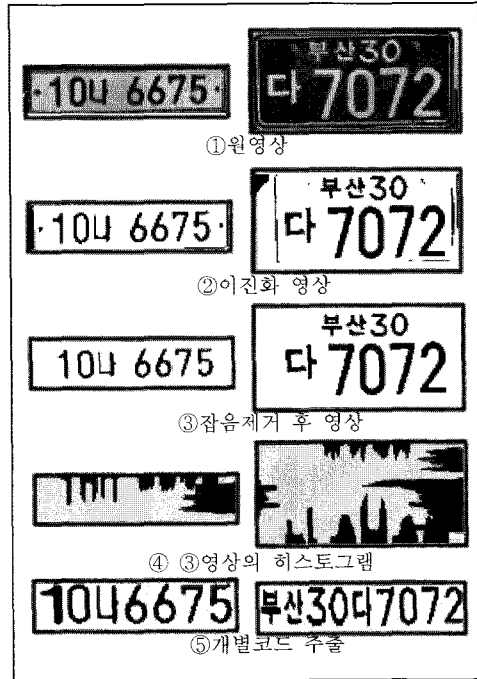 ·10나 6675·
부산30
다 7072
①원영상
·10나 6675·
부산30
다 7072
②이진화 영상
10나 6675
부산30
다 7072
③잡음제거 후 영상
④ ③영상의 히스토그램
10나6675
부산30다7072
⑤개별코드 추출